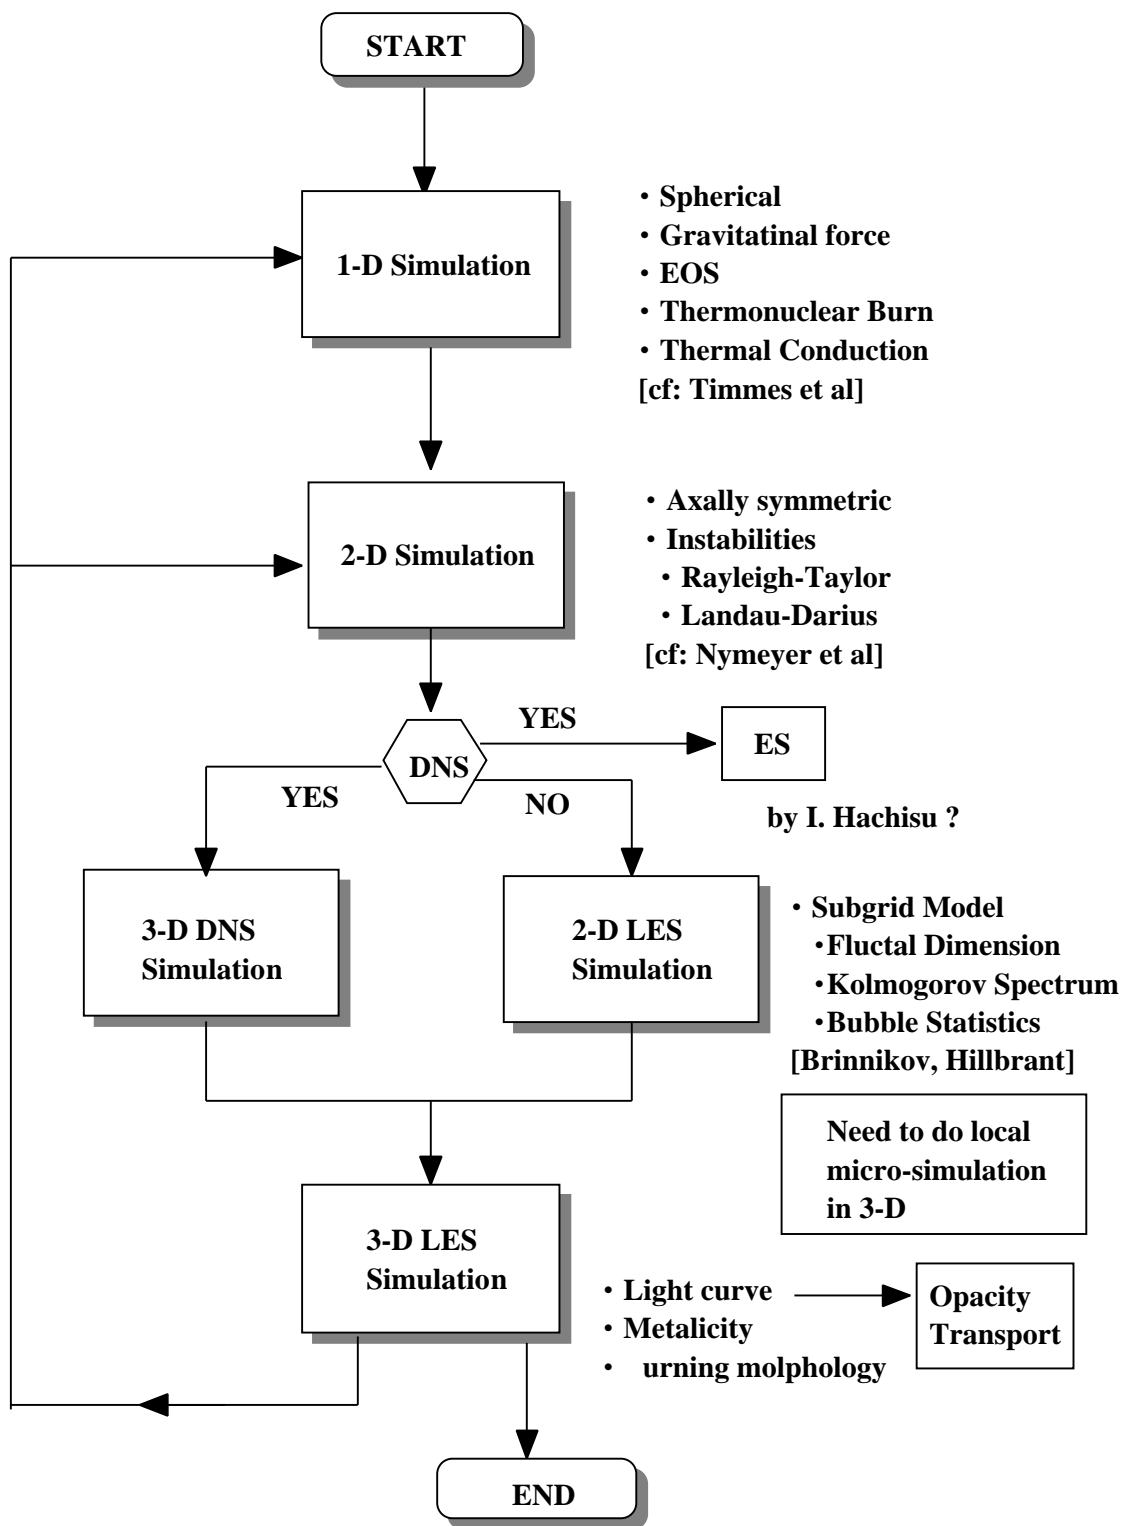 START
1-D Simulation
・Spherical
・Gravitatinal force
・EOS
・Thermonuclear Burn
・Thermal Conduction
[cf: Timmes et al]
2-D Simulation
・Axally symmetric
・Instabilities
・Rayleigh-Taylor
・Landau-Darius
[cf: Nymeyer et al]
DNS
YES
ES
YES
NO
by I. Hachisu ?
3-D DNS
Simulation
2-D LES
Simulation
・Subgrid Model
・Fluctal Dimension
・Kolmogorov Spectrum
・Bubble Statistics
[Brinnikov, Hillbrant]
Need to do local
micro-simulation
in 3-D
3-D LES
Simulation
・Light curve
・Metalicity
・ urning molphology
Opacity
Transport
END